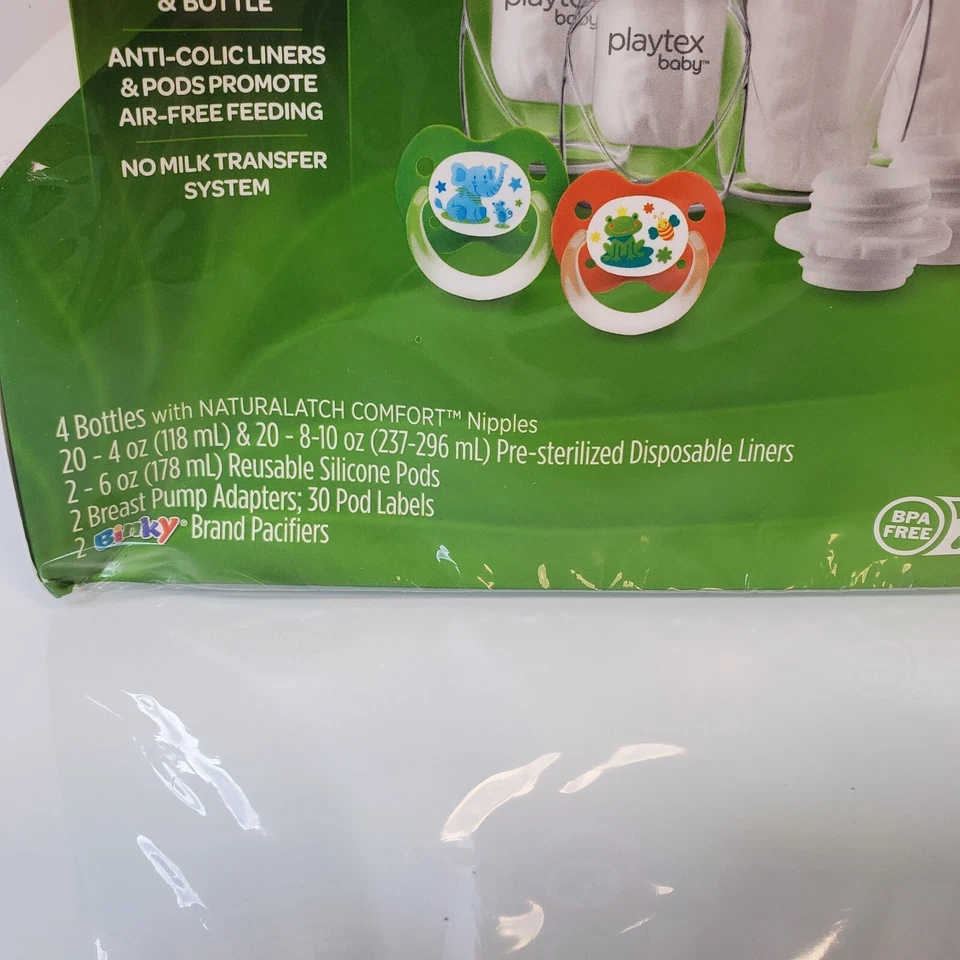 & BOTTLE
ANTI-COLIC LINERS
& PODS PROMOTE
AIR-FREE FEEDING
NO MILK TRANSFER
SYSTEM
playtex
baby
playtex
baby™
4 Bottles with NATURALATCH COMFORT™ Nipples
20 - 4 oz (118 mL) & 20 - 8-10 oz (237-296 mL) Pre-sterilized Disposable Liners
2 - 6 oz (178 mL) Reusable Silicone Pods
2 Breast Pump Adapters; 30 Pod Labels
2 Binky® Brand Pacifiers
BPA
FREE